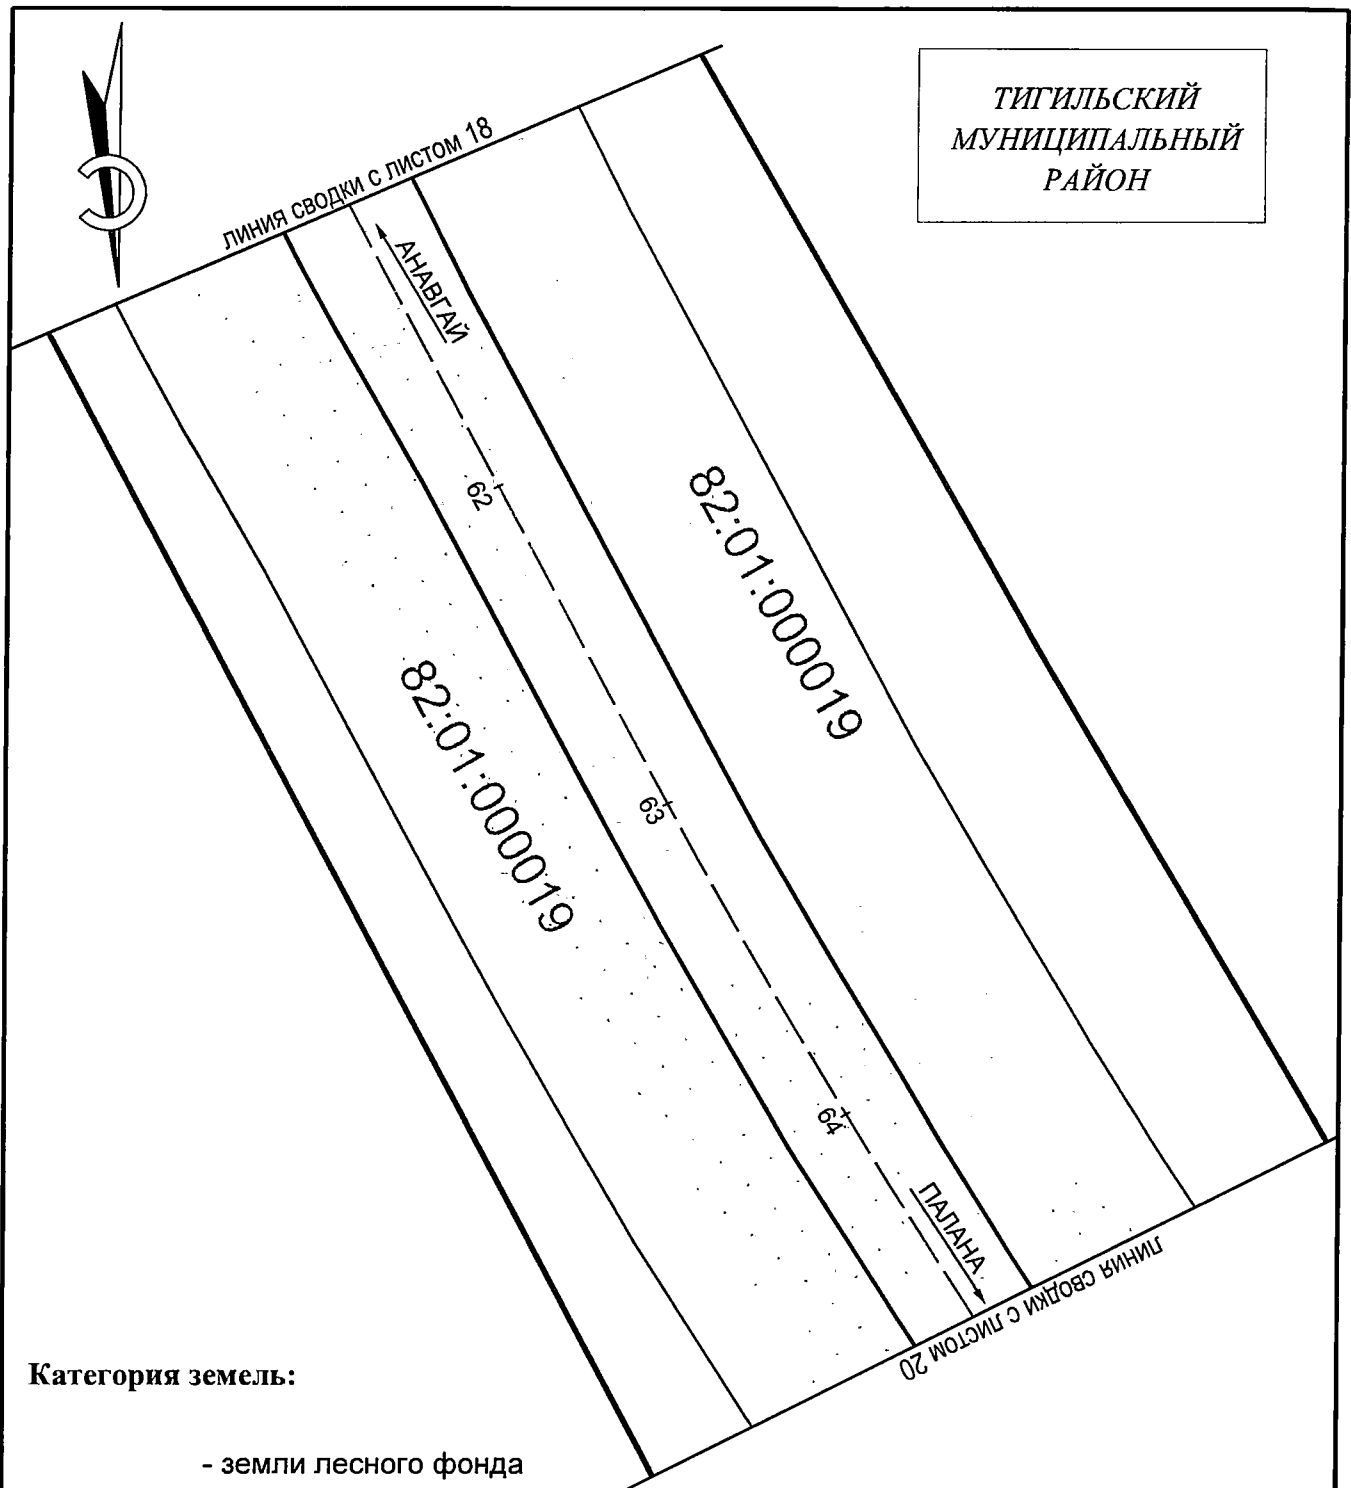 ТИГИЛЬСКИЙ
МУНИЦИПАЛЬНЫЙ
РАЙОН
С
ЛИНИЯ СВОДКИ С ЛИСТОМ 18
АНАВГАЙ
62
82:01:000019
82:01:000019
63
64
ПАЛАНА
ЛИНИЯ СВОДКИ С ЛИСТОМ 20
Категория земель:
- земли лесного фонда